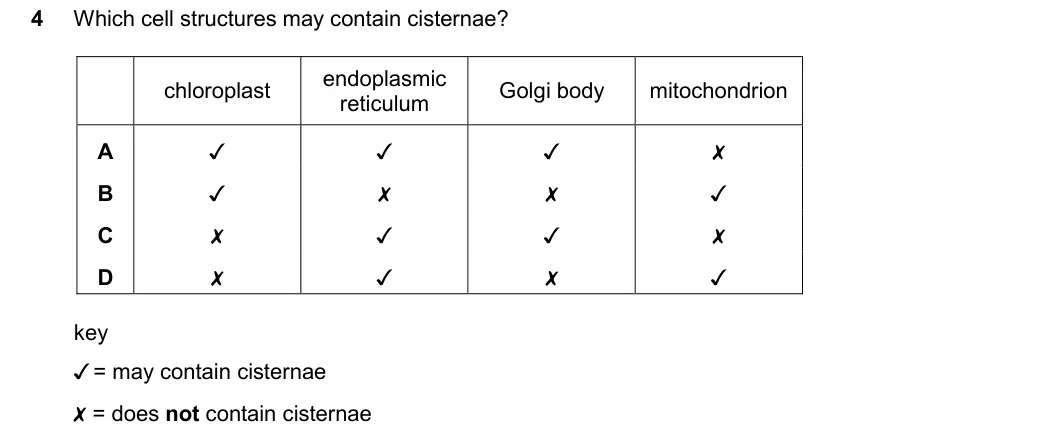 4 Which cell structures may contain cisternae?
chloroplast endoplasmic reticulum Golgi body mitochondrion
A ✓ ✓ ✓ ✗
B ✓ ✗ ✗ ✓
C ✗ ✓ ✓ ✗
D ✗ ✓ ✗ ✓
key
✓ = may contain cisternae
✗ = does not contain cisternae